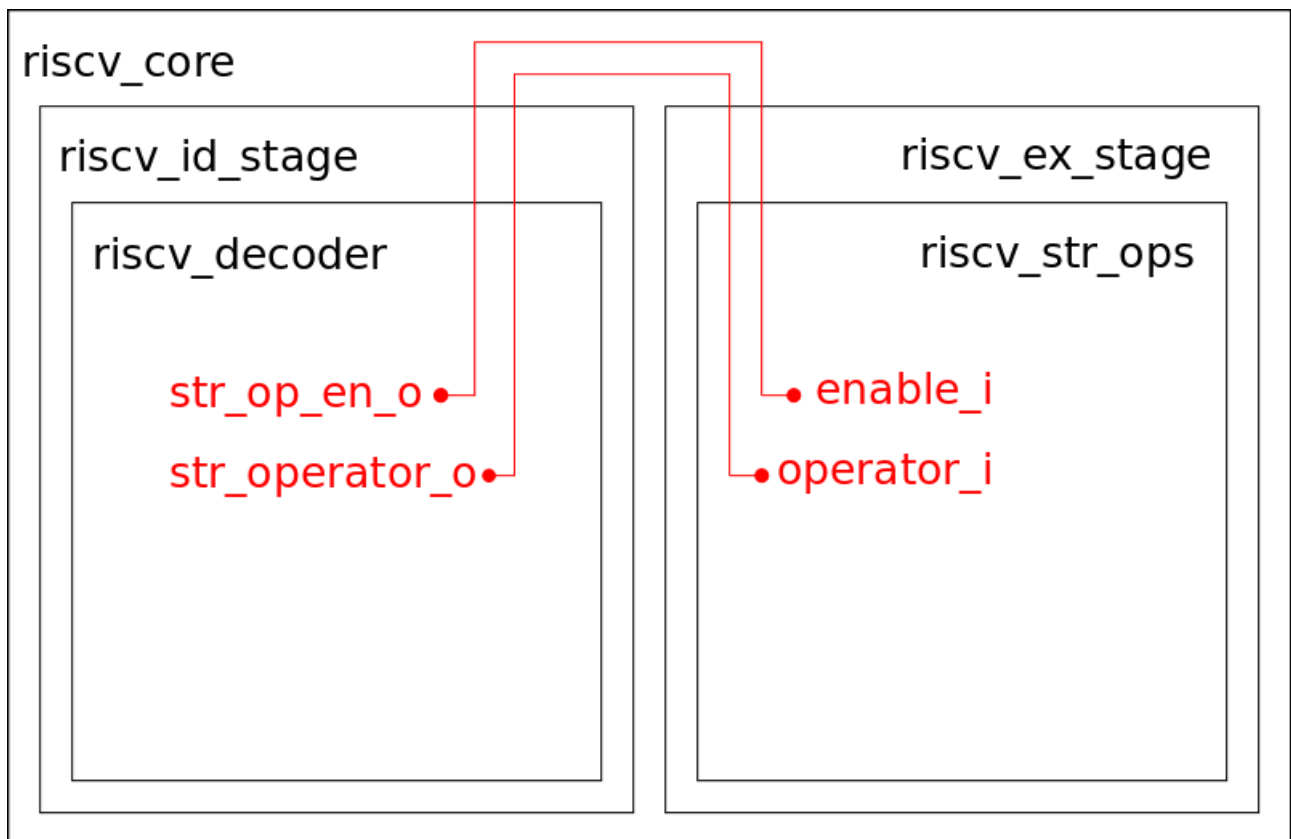 riscv_core
riscv_id_stage
riscv_ex_stage
riscv_decoder
riscv_str_ops
str_op_en_o
enable_i
str_operator_o
operator_i